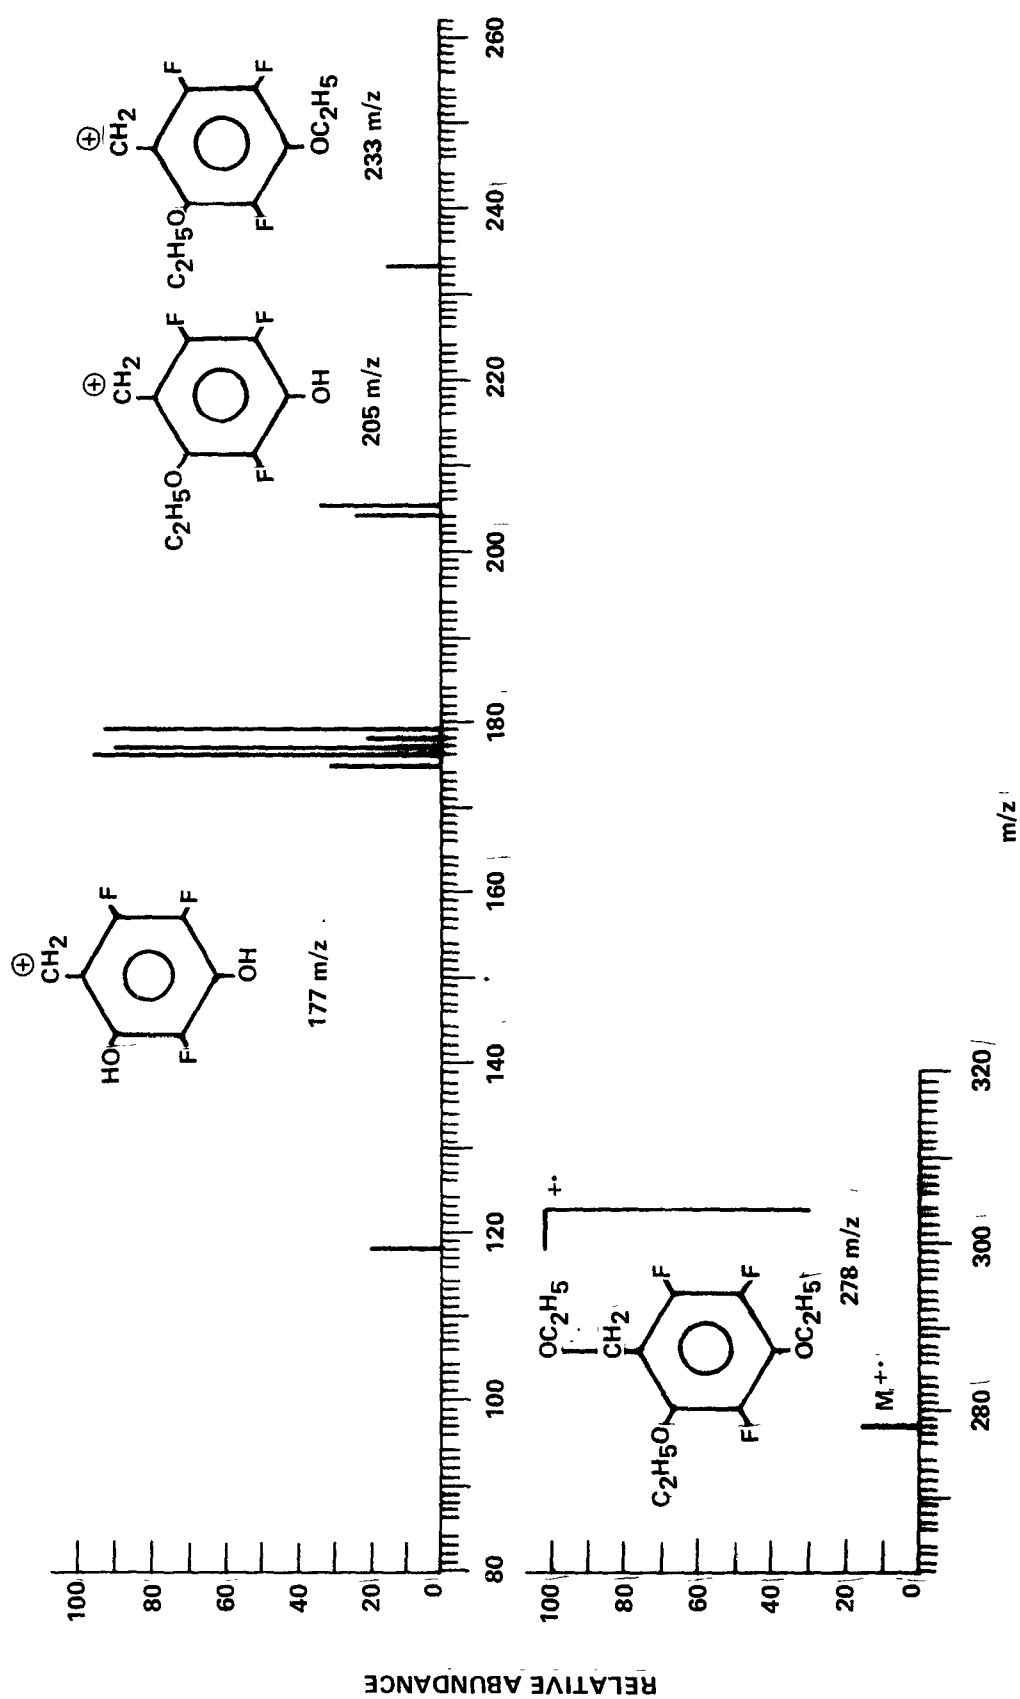 RELATIVE ABUNDANCE
100
80
60
40
20
0
80
100
120
140
160
180
200
220
240
260
⊕
CH2
HO
F
F
F
OH
177 m/z
⊕
CH2
C2H5O
F
F
F
OH
205 m/z
⊕
CH2
C2H5O
F
F
F
OC2H5
233 m/z
100
80
60
40
20
0
280
300
320
OC2H5
CH2
C2H5O
F
F
F
OC2H5
+·
278 m/z
M+·
m/z